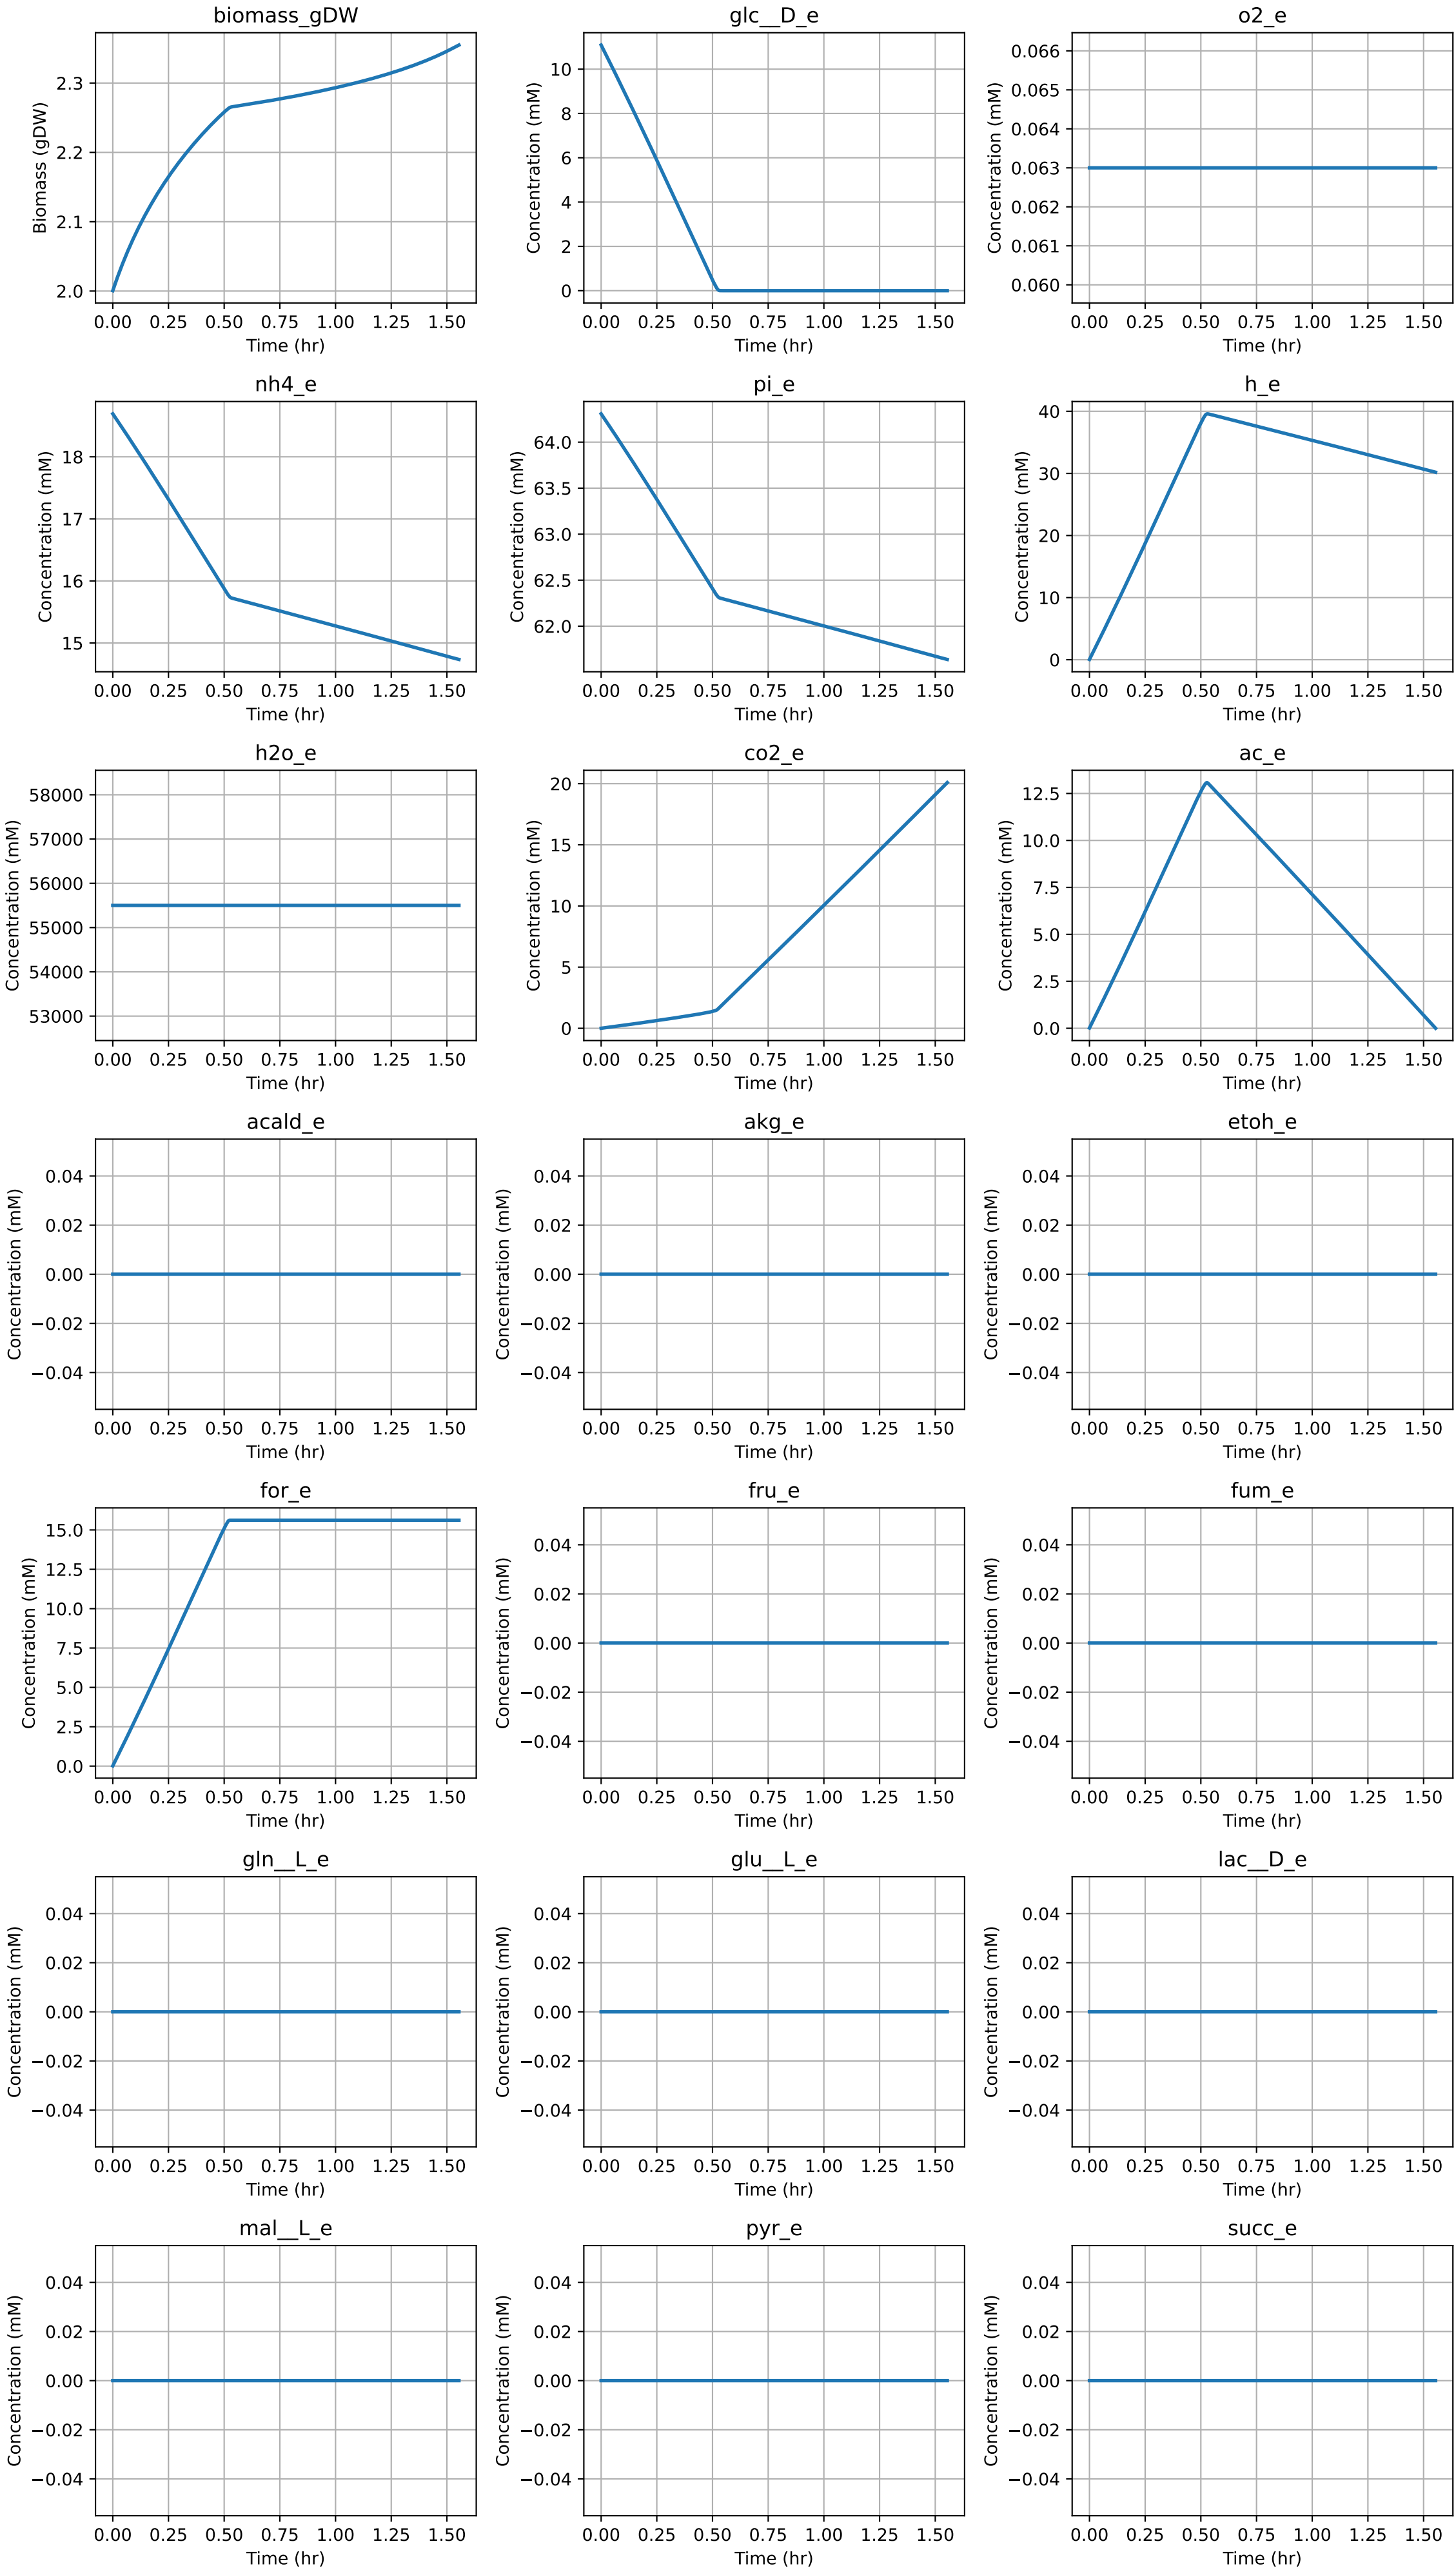 biomass_gDW
glc__D_e
o2_e
Biomass (gDW)
2.3
2.2
2.1
2.0
0.00 0.25 0.50 0.75 1.00 1.25 1.50
Time (hr)
Concentration (mM)
10
8
6
4
2
0
0.00 0.25 0.50 0.75 1.00 1.25 1.50
Time (hr)
Concentration (mM)
0.066
0.065
0.064
0.063
0.062
0.061
0.060
0.00 0.25 0.50 0.75 1.00 1.25 1.50
Time (hr)
nh4_e
pi_e
h_e
Concentration (mM)
18
17
16
15
0.00 0.25 0.50 0.75 1.00 1.25 1.50
Time (hr)
Concentration (mM)
64.0
63.5
63.0
62.5
62.0
0.00 0.25 0.50 0.75 1.00 1.25 1.50
Time (hr)
Concentration (mM)
40
30
20
10
0
0.00 0.25 0.50 0.75 1.00 1.25 1.50
Time (hr)
h2o_e
co2_e
ac_e
Concentration (mM)
58000
57000
56000
55000
54000
53000
0.00 0.25 0.50 0.75 1.00 1.25 1.50
Time (hr)
Concentration (mM)
20
15
10
5
0
0.00 0.25 0.50 0.75 1.00 1.25 1.50
Time (hr)
Concentration (mM)
12.5
10.0
7.5
5.0
2.5
0.0
0.00 0.25 0.50 0.75 1.00 1.25 1.50
Time (hr)
acald_e
akg_e
etoh_e
Concentration (mM)
0.04
0.02
0.00
−0.02
−0.04
0.00 0.25 0.50 0.75 1.00 1.25 1.50
Time (hr)
Concentration (mM)
0.04
0.02
0.00
−0.02
−0.04
0.00 0.25 0.50 0.75 1.00 1.25 1.50
Time (hr)
Concentration (mM)
0.04
0.02
0.00
−0.02
−0.04
0.00 0.25 0.50 0.75 1.00 1.25 1.50
Time (hr)
for_e
fru_e
fum_e
Concentration (mM)
15.0
12.5
10.0
7.5
5.0
2.5
0.0
0.00 0.25 0.50 0.75 1.00 1.25 1.50
Time (hr)
Concentration (mM)
0.04
0.02
0.00
−0.02
−0.04
0.00 0.25 0.50 0.75 1.00 1.25 1.50
Time (hr)
Concentration (mM)
0.04
0.02
0.00
−0.02
−0.04
0.00 0.25 0.50 0.75 1.00 1.25 1.50
Time (hr)
gln__L_e
glu__L_e
lac__D_e
Concentration (mM)
0.04
0.02
0.00
−0.02
−0.04
0.00 0.25 0.50 0.75 1.00 1.25 1.50
Time (hr)
Concentration (mM)
0.04
0.02
0.00
−0.02
−0.04
0.00 0.25 0.50 0.75 1.00 1.25 1.50
Time (hr)
Concentration (mM)
0.04
0.02
0.00
−0.02
−0.04
0.00 0.25 0.50 0.75 1.00 1.25 1.50
Time (hr)
mal__L_e
pyr_e
succ_e
Concentration (mM)
0.04
0.02
0.00
−0.02
−0.04
0.00 0.25 0.50 0.75 1.00 1.25 1.50
Time (hr)
Concentration (mM)
0.04
0.02
0.00
−0.02
−0.04
0.00 0.25 0.50 0.75 1.00 1.25 1.50
Time (hr)
Concentration (mM)
0.04
0.02
0.00
−0.02
−0.04
0.00 0.25 0.50 0.75 1.00 1.25 1.50
Time (hr)